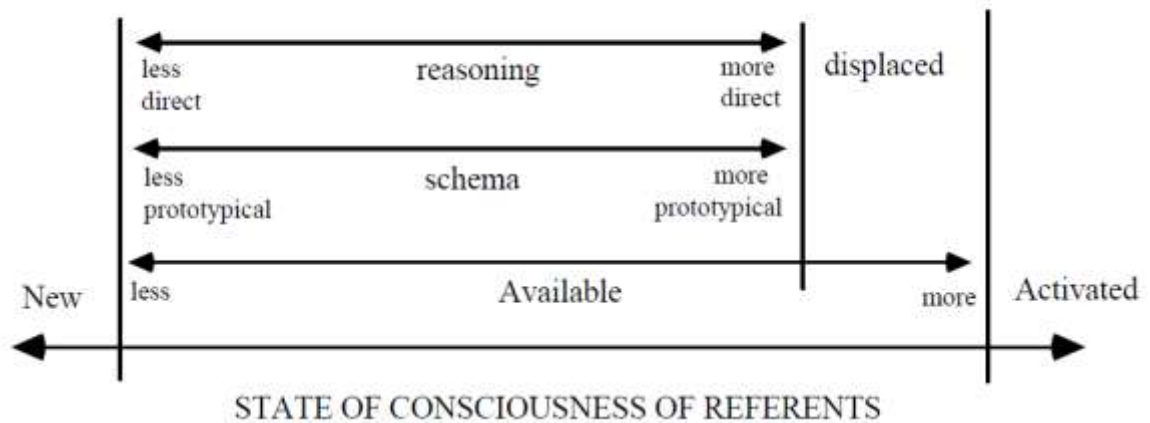 less reasoning more displaced
direct direct
less schema more
prototypical prototypical
New less Available more Activated
STATE OF CONSCIOUSNESS OF REFERENTS